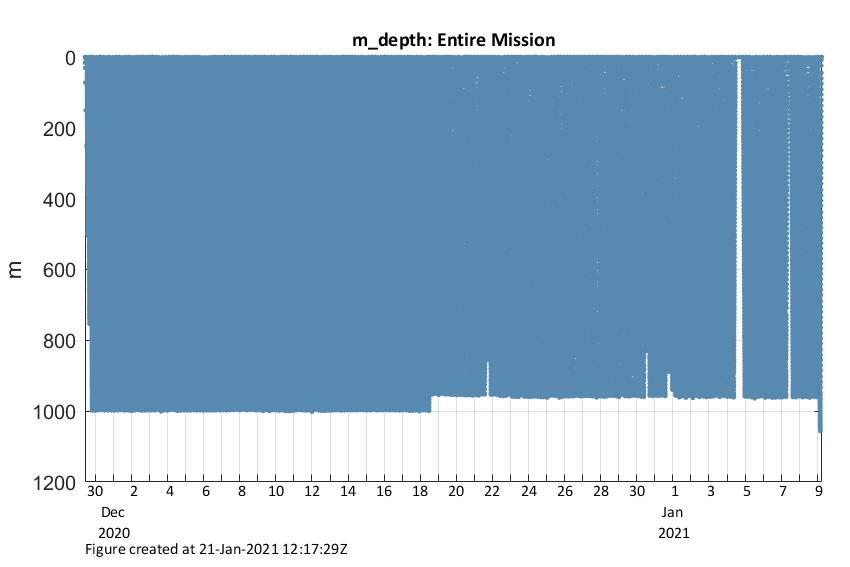 m_depth: Entire Mission
0
200
400
600
800
1000
1200
m
30 2 4 6 8 10 12 14 16 18 20 22 24 26 28 30 1 3 5 7 9
Dec Jan
2020 2021
Figure created at 21-Jan-2021 12:17:29Z